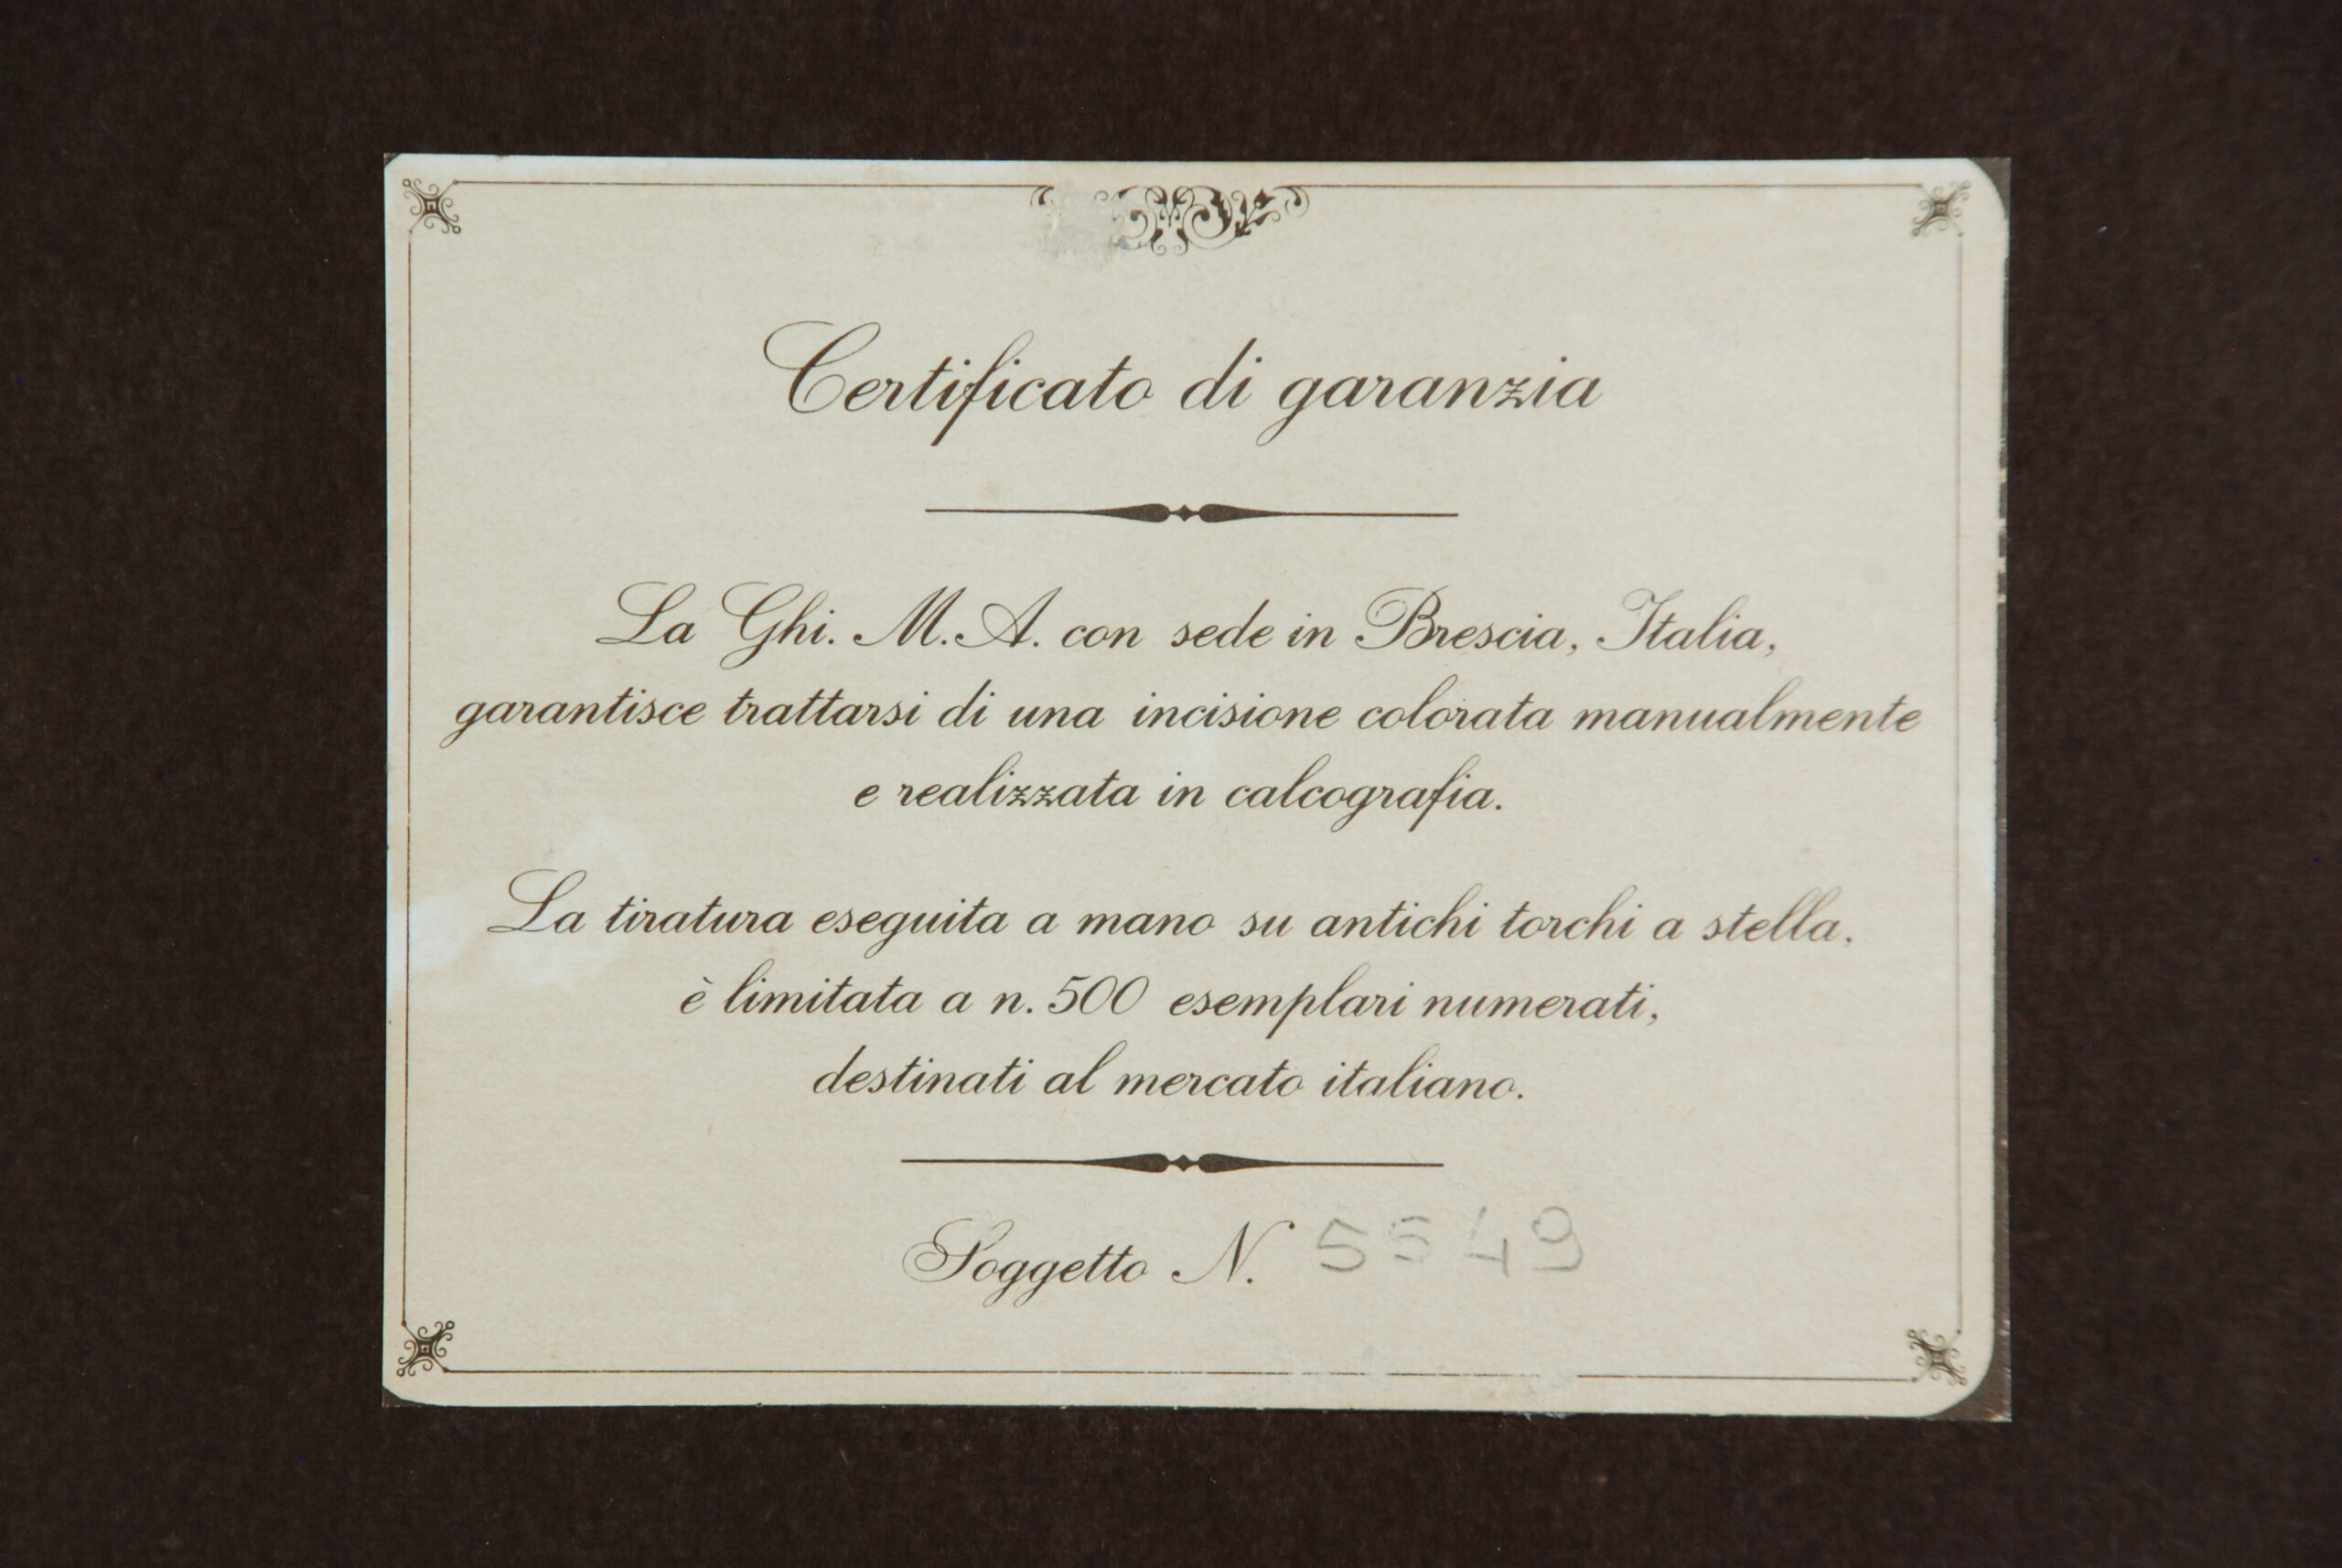 Certificato di garanzia
La Ghi. M. A. con sede in Brescia, Italia,
garantisce trattarsi di una incisione colorata manualmente
e realizzata in calcografia.
La tiratura eseguita a mano su antichi torchi a stella,
è limitata a n. 500 esemplari numerati,
destinati al mercato italiano.
Soggetto N. 5549